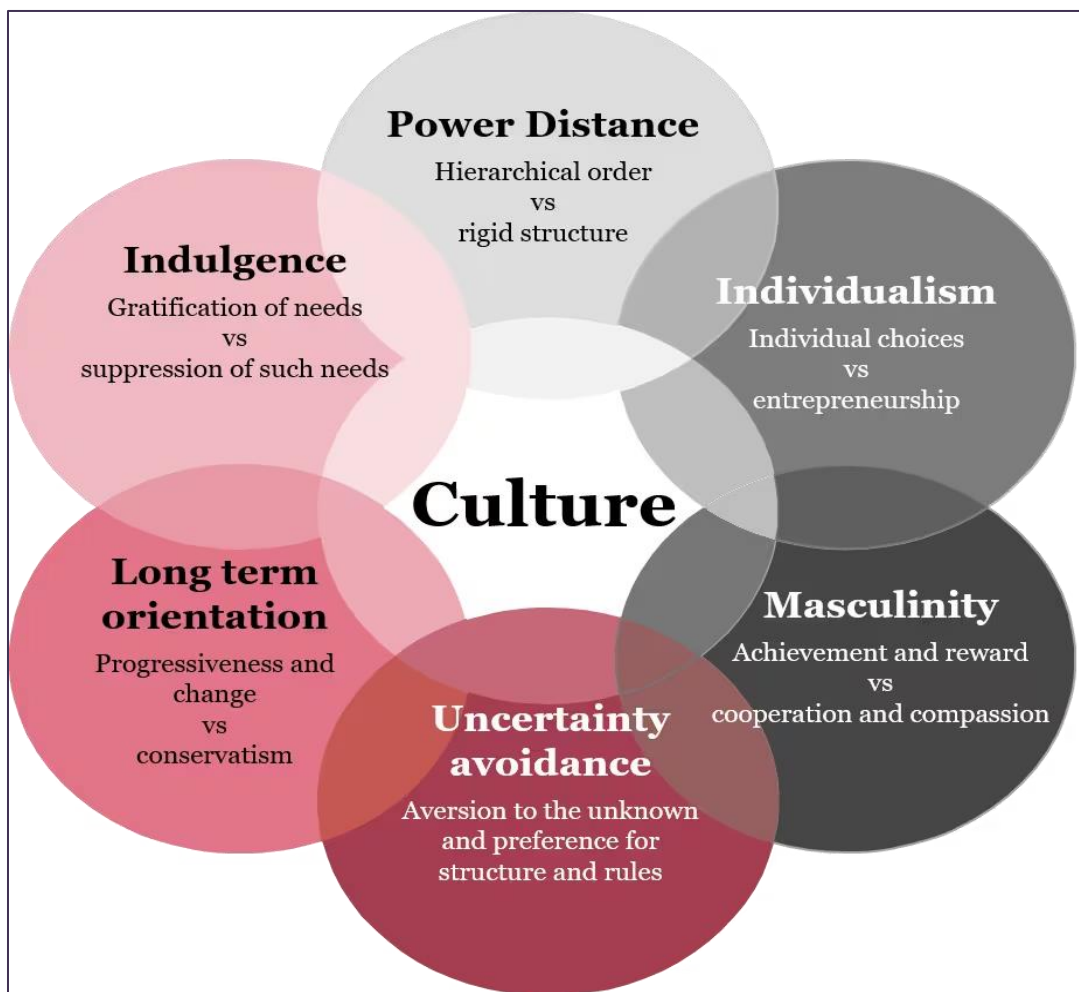 Power Distance
Hierarchical order
vs
rigid structure
Individualism
Individual choices
vs
entrepreneurship
Masculinity
Achievement and reward
vs
cooperation and compassion
Uncertainty
avoidance
Aversion to the unknown
and preference for
structure and rules
Long term
orientation
Progressiveness and
change
vs
conservatism
Indulgence
Gratification of needs
vs
suppression of such needs
Culture